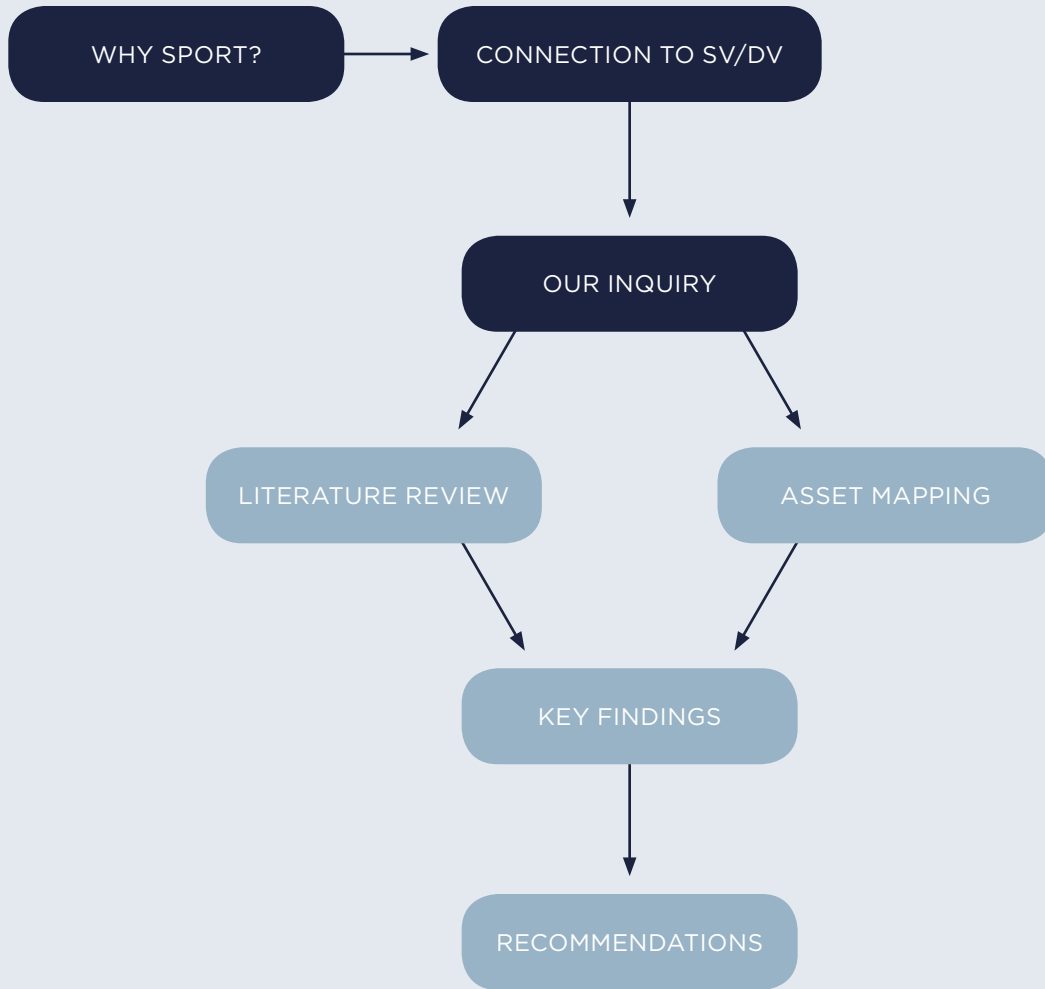 WHY SPORT?
CONNECTION TO SV/DV
OUR INQUIRY
LITERATURE REVIEW
ASSET MAPPING
KEY FINDINGS
RECOMMENDATIONS